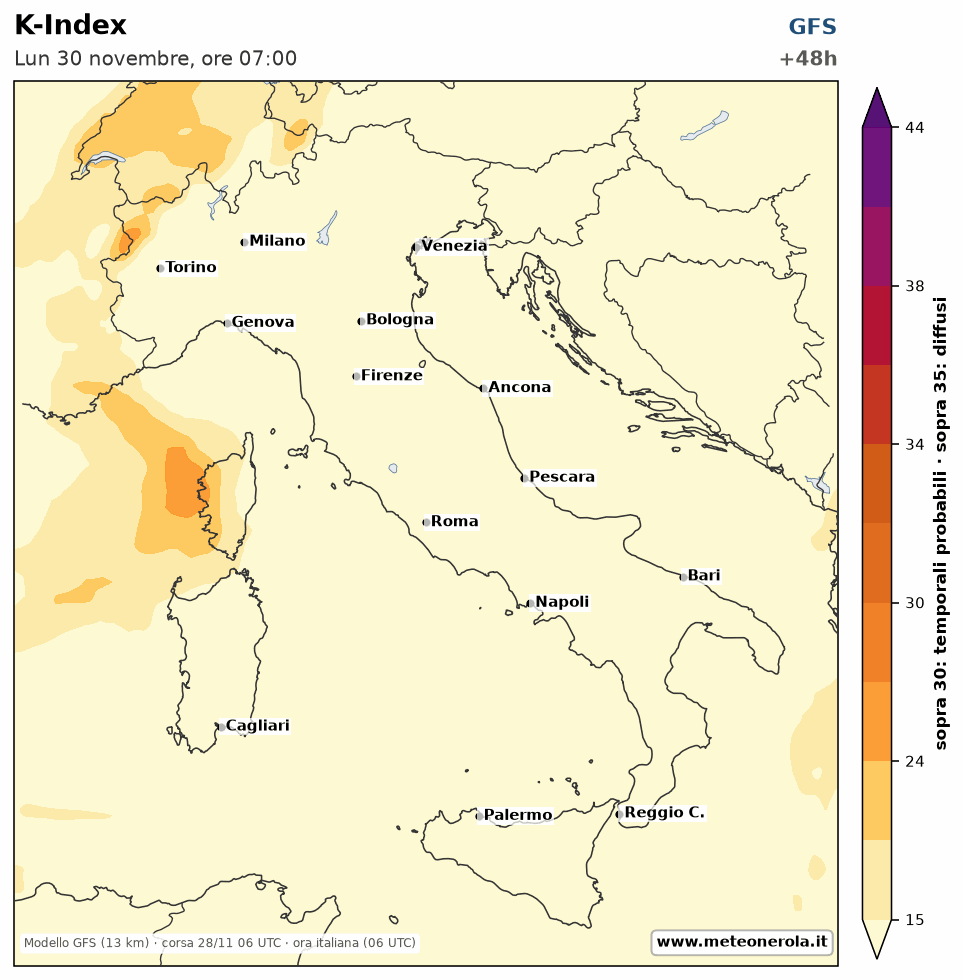 K-Index
GFS
Lun 30 novembre, ore 07:00
+48h
44
38
34
30
24
15
sopra 30: temporali probabili · sopra 35: diffusi
Milano
Venezia
Torino
Genova
Bologna
Firenze
Ancona
Pescara
Roma
Bari
Napoli
Cagliari
Palermo
Reggio C.
Modello GFS (13 km) · corsa 28/11 06 UTC · ora italiana (06 UTC)
www.meteonerola.it